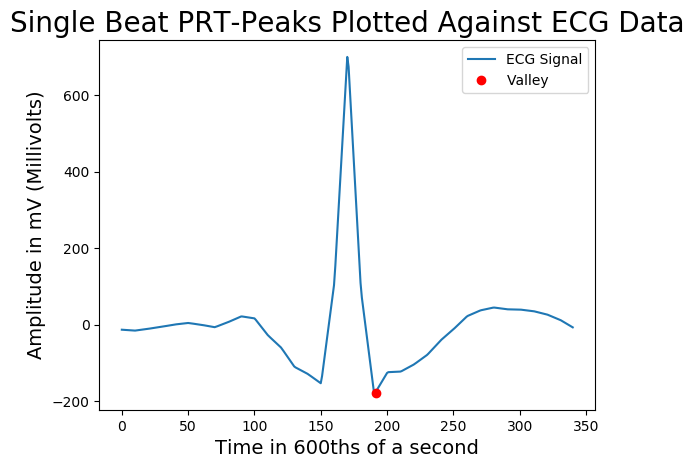 Single Beat PRT-Peaks Plotted Against ECG Data
ECG Signal
Valley
Amplitude in mV (Millivolts)
600
400
200
0
−200
0 50 100 150 200 250 300 350
Time in 600ths of a second